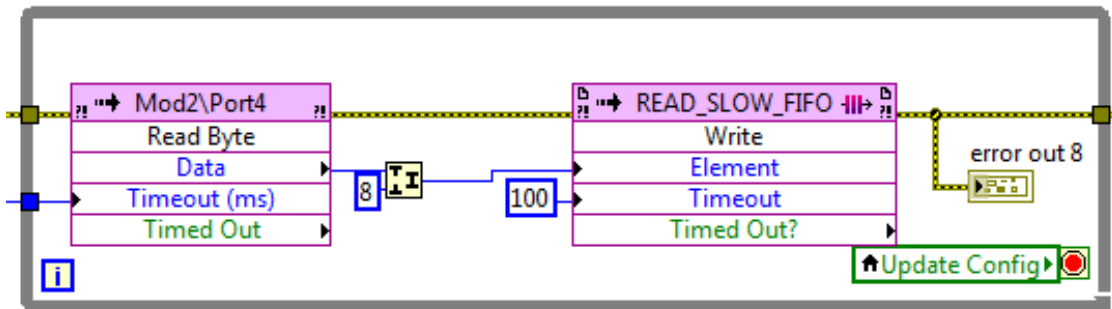 Mod2\Port4
Read Byte
Data
Timeout (ms)
Timed Out
8
100
READ_SLOW_FIFO
Write
Element
Timeout
Timed Out?
error out 8
Update Config
i